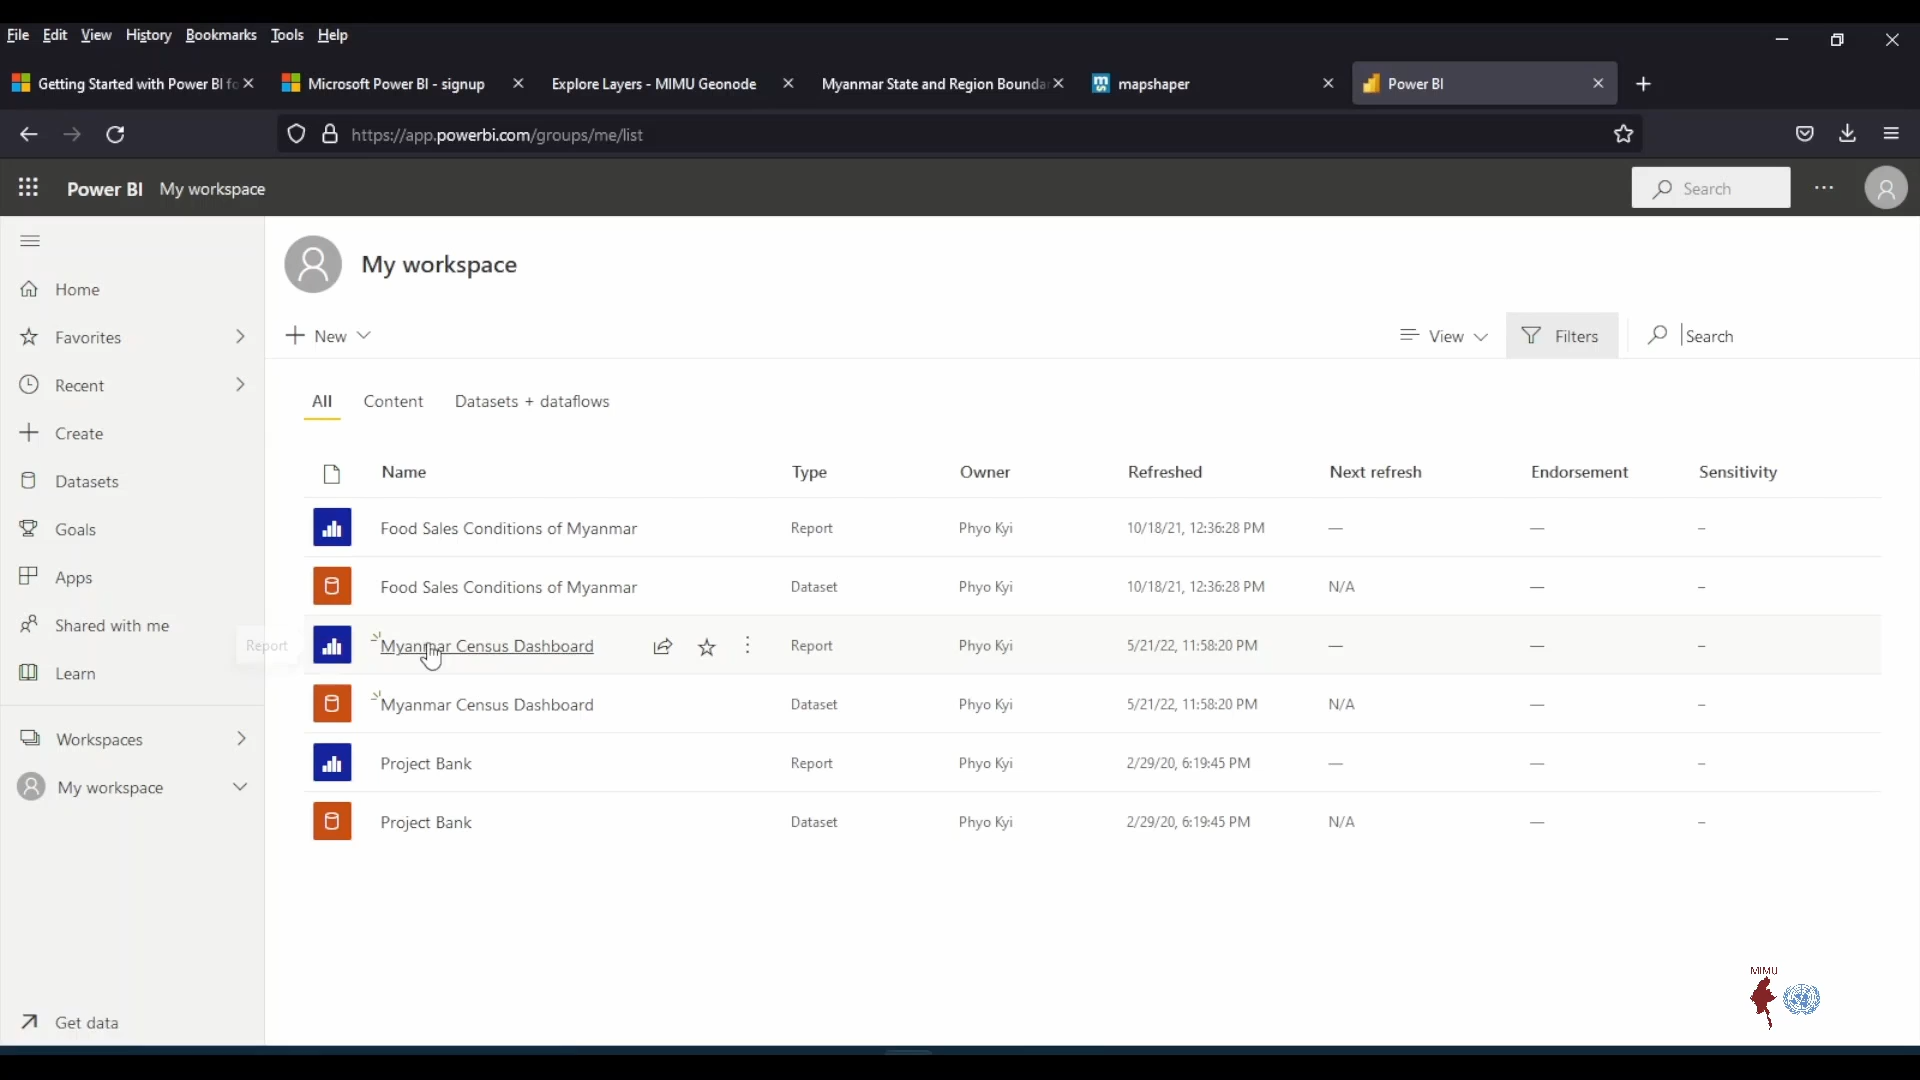 File Edit View History Bookmarks Tools Help
Getting Started with Power BI fo
Microsoft Power BI - signup
Explore Layers - MIMU Geonode
Myanmar State and Region Bounda
mapshaper
Power BI
https://app.powerbi.com/groups/me/list
Power BI My workspace
Search
Home
Favorites
Recent
Create
Datasets
Goals
Apps
Shared with me
Learn
Workspaces
My workspace
Get data
My workspace
New
View
Filters
Search
All Content Datasets + dataflows
Name Type Owner Refreshed Next refresh Endorsement Sensitivity
Food Sales Conditions of Myanmar Report Phyo Kyi 10/18/21, 12:36:28 PM — — –
Food Sales Conditions of Myanmar Dataset Phyo Kyi 10/18/21, 12:36:28 PM N/A — –
Report
Myanmar Census Dashboard Report Phyo Kyi 5/21/22, 11:58:20 PM — — –
Myanmar Census Dashboard Dataset Phyo Kyi 5/21/22, 11:58:20 PM N/A — –
Project Bank Report Phyo Kyi 2/29/20, 6:19:45 PM — — –
Project Bank Dataset Phyo Kyi 2/29/20, 6:19:45 PM N/A — –
MIMU